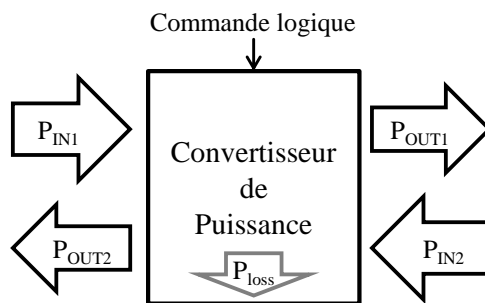 Commande logique
P_IN1
P_OUT1
Convertisseur
de
Puissance
P_OUT2
P_IN2
P_loss